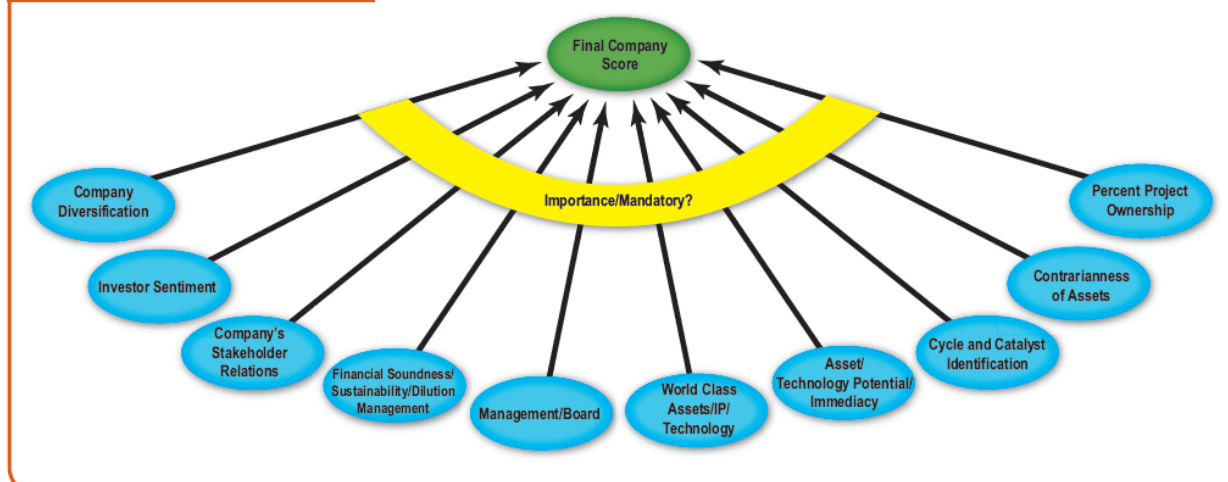 Final Company
Score
Importance/Mandatory?
Company
Diversification
Investor Sentiment
Company's
Stakeholder
Relations
Financial Soundness/
Sustainability/Dilution
Management
Management/Board
World Class
Assets/IP/
Technology
Asset/
Technology Potential/
Immediacy
Cycle and Catalyst
Identification
Contrarianness
of Assets
Percent Project
Ownership